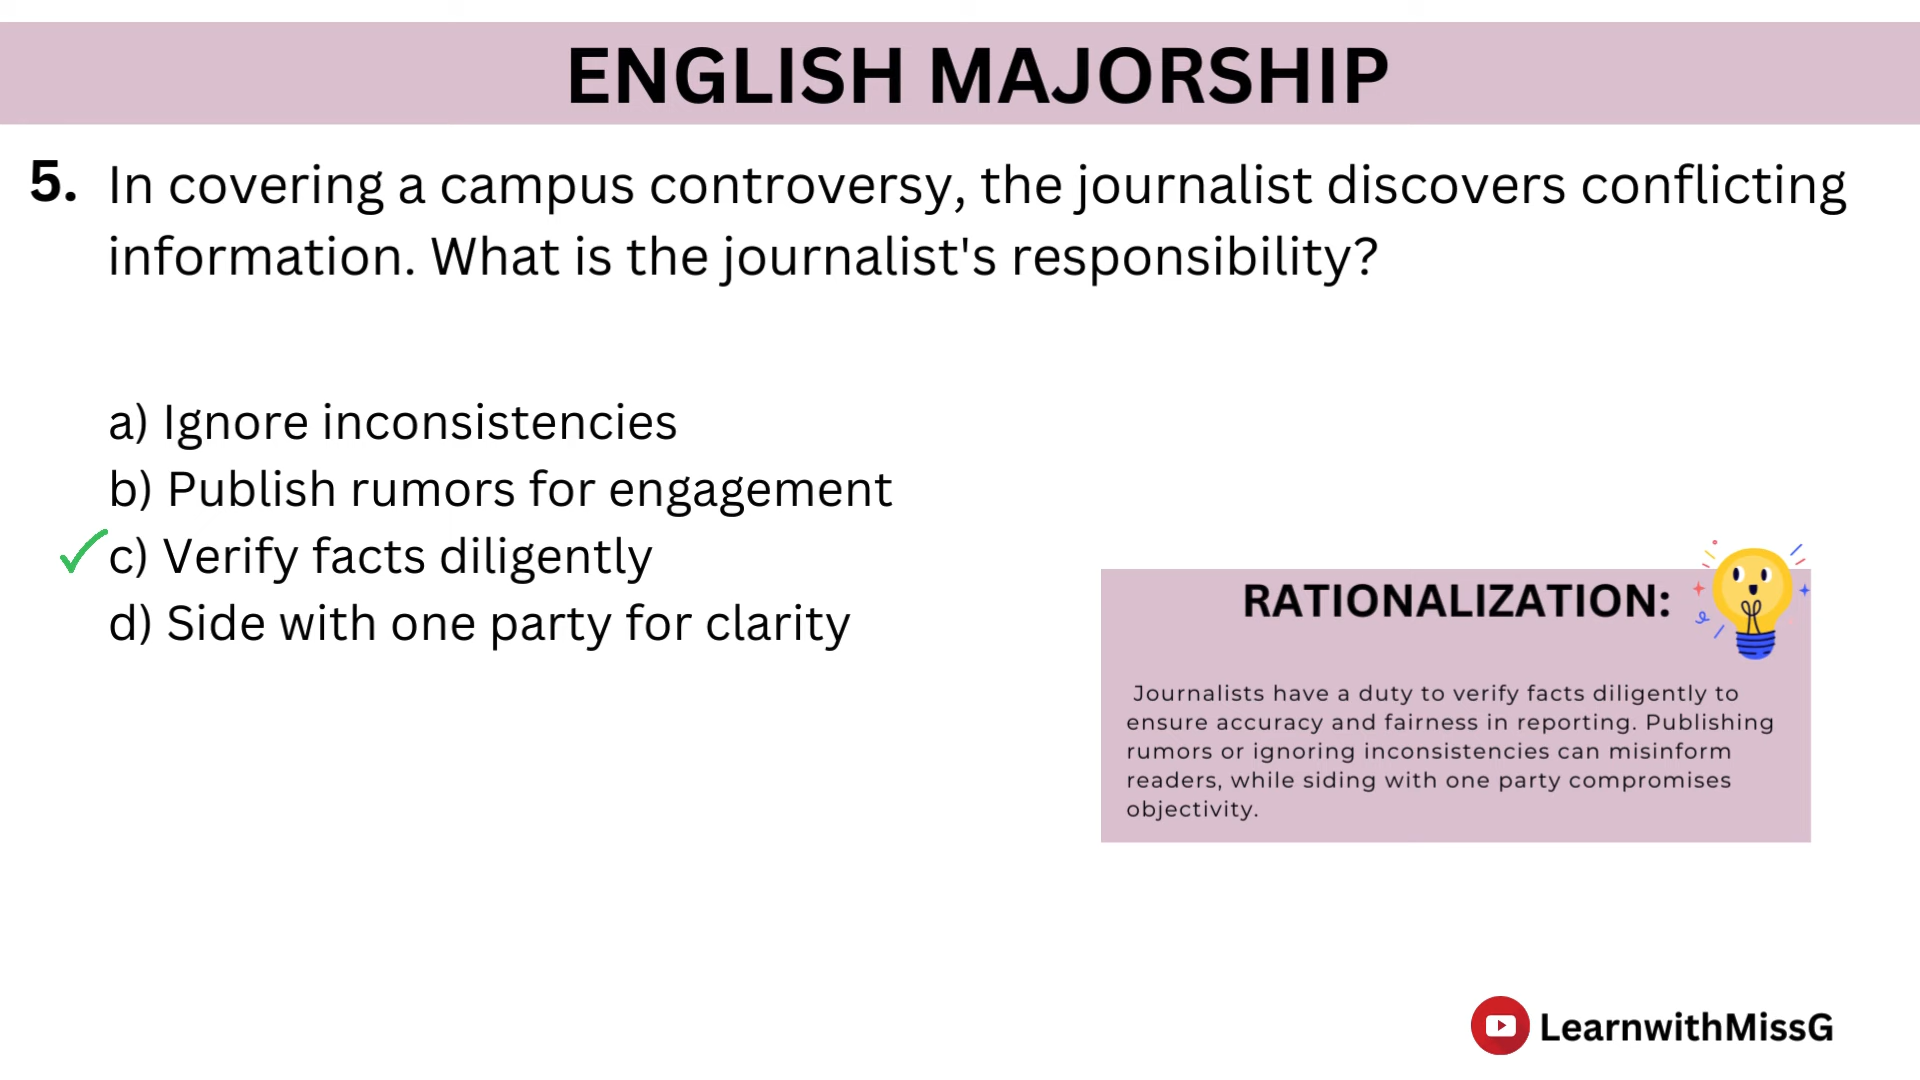 ENGLISH MAJORSHIP
5. In covering a campus controversy, the journalist discovers conflicting
information. What is the journalist's responsibility?
a) Ignore inconsistencies
b) Publish rumors for engagement
c) Verify facts diligently
d) Side with one party for clarity
RATIONALIZATION:
Journalists have a duty to verify facts diligently to
ensure accuracy and fairness in reporting. Publishing
rumors or ignoring inconsistencies can misinform
readers, while siding with one party compromises
objectivity.
LearnwithMissG